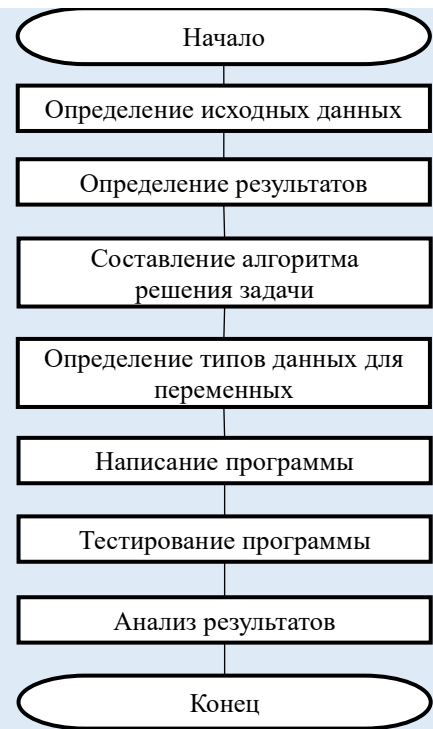 Начало
Определение исходных данных
Определение результатов
Составление алгоритма
решения задачи
Определение типов данных для
переменных
Написание программы
Тестирование программы
Анализ результатов
Конец